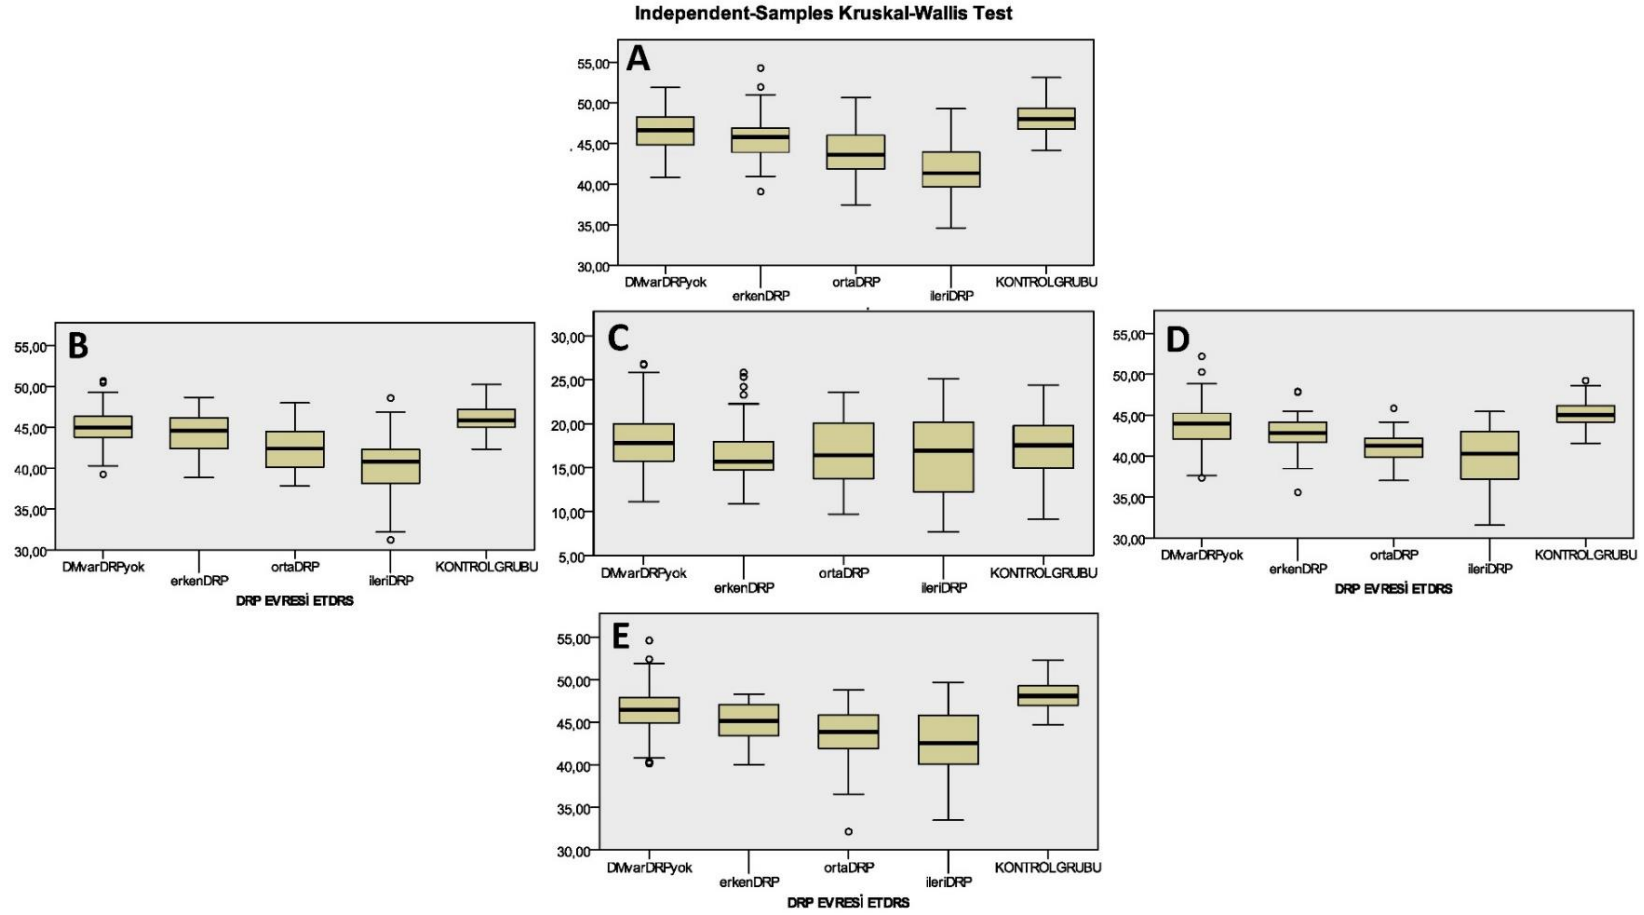 Independent-Samples Kruskal-Wallis Test
A
55,00
50,00
45,00
40,00
35,00
30,00
DMvarDRPyok
erkenDRP
ortaDRP
ileriDRP
KONTROLGRUBU
B
55,00
50,00
45,00
40,00
35,00
30,00
DMvarDRPyok
erkenDRP
ortaDRP
ileriDRP
KONTROLGRUBU
DRP EVRESİ ETDRS
C
30,00
25,00
20,00
15,00
10,00
5,00
DMvarDRPyok
erkenDRP
ortaDRP
ileriDRP
KONTROLGRUBU
D
55,00
50,00
45,00
40,00
35,00
30,00
DMvarDRPyok
erkenDRP
ortaDRP
ileriDRP
KONTROLGRUBU
DRP EVRESİ ETDRS
E
55,00
50,00
45,00
40,00
35,00
30,00
DMvarDRPyok
erkenDRP
ortaDRP
ileriDRP
KONTROLGRUBU
DRP EVRESİ ETDRS